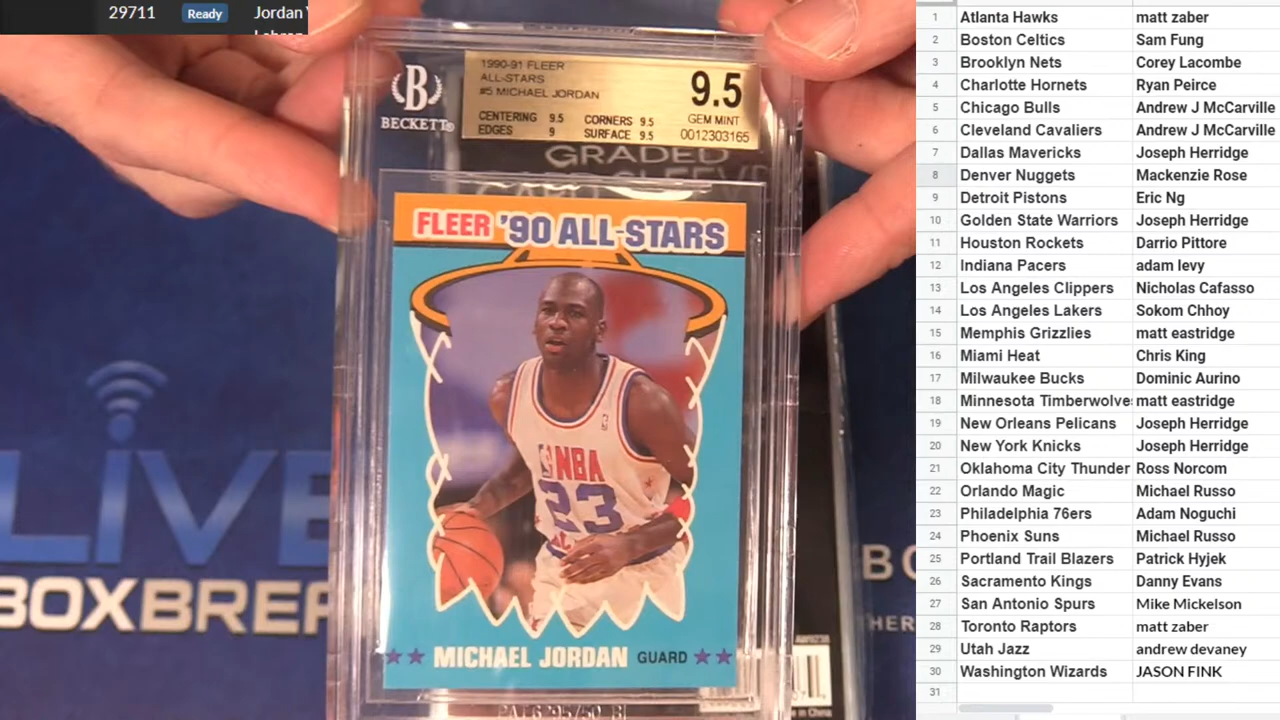 29711 Ready Jordan
BECKETT
1990-91 FLEER
ALL-STARS
#5 MICHAEL JORDAN
CENTERING 9.5 CORNERS 9.5
EDGES 9 SURFACE 9.5
9.5
GEM MINT
0012303165
GRADED
FLEER '90 ALL-STARS
NBA
23
MICHAEL JORDAN GUARD
LIVE
BOXBRE
1 Atlanta Hawks matt zaber
2 Boston Celtics Sam Fung
3 Brooklyn Nets Corey Lacombe
4 Charlotte Hornets Ryan Peirce
5 Chicago Bulls Andrew J McCarville
6 Cleveland Cavaliers Andrew J McCarville
7 Dallas Mavericks Joseph Herridge
8 Denver Nuggets Mackenzie Rose
9 Detroit Pistons Eric Ng
10 Golden State Warriors Joseph Herridge
11 Houston Rockets Darrio Pittore
12 Indiana Pacers adam levy
13 Los Angeles Clippers Nicholas Cafasso
14 Los Angeles Lakers Sokom Chhoy
15 Memphis Grizzlies matt eastridge
16 Miami Heat Chris King
17 Milwaukee Bucks Dominic Aurino
18 Minnesota Timberwolves matt eastridge
19 New Orleans Pelicans Joseph Herridge
20 New York Knicks Joseph Herridge
21 Oklahoma City Thunder Ross Norcom
22 Orlando Magic Michael Russo
23 Philadelphia 76ers Adam Noguchi
24 Phoenix Suns Michael Russo
25 Portland Trail Blazers Patrick Hyjek
26 Sacramento Kings Danny Evans
27 San Antonio Spurs Mike Mickelson
28 Toronto Raptors matt zaber
29 Utah Jazz andrew devaney
30 Washington Wizards JASON FINK
31